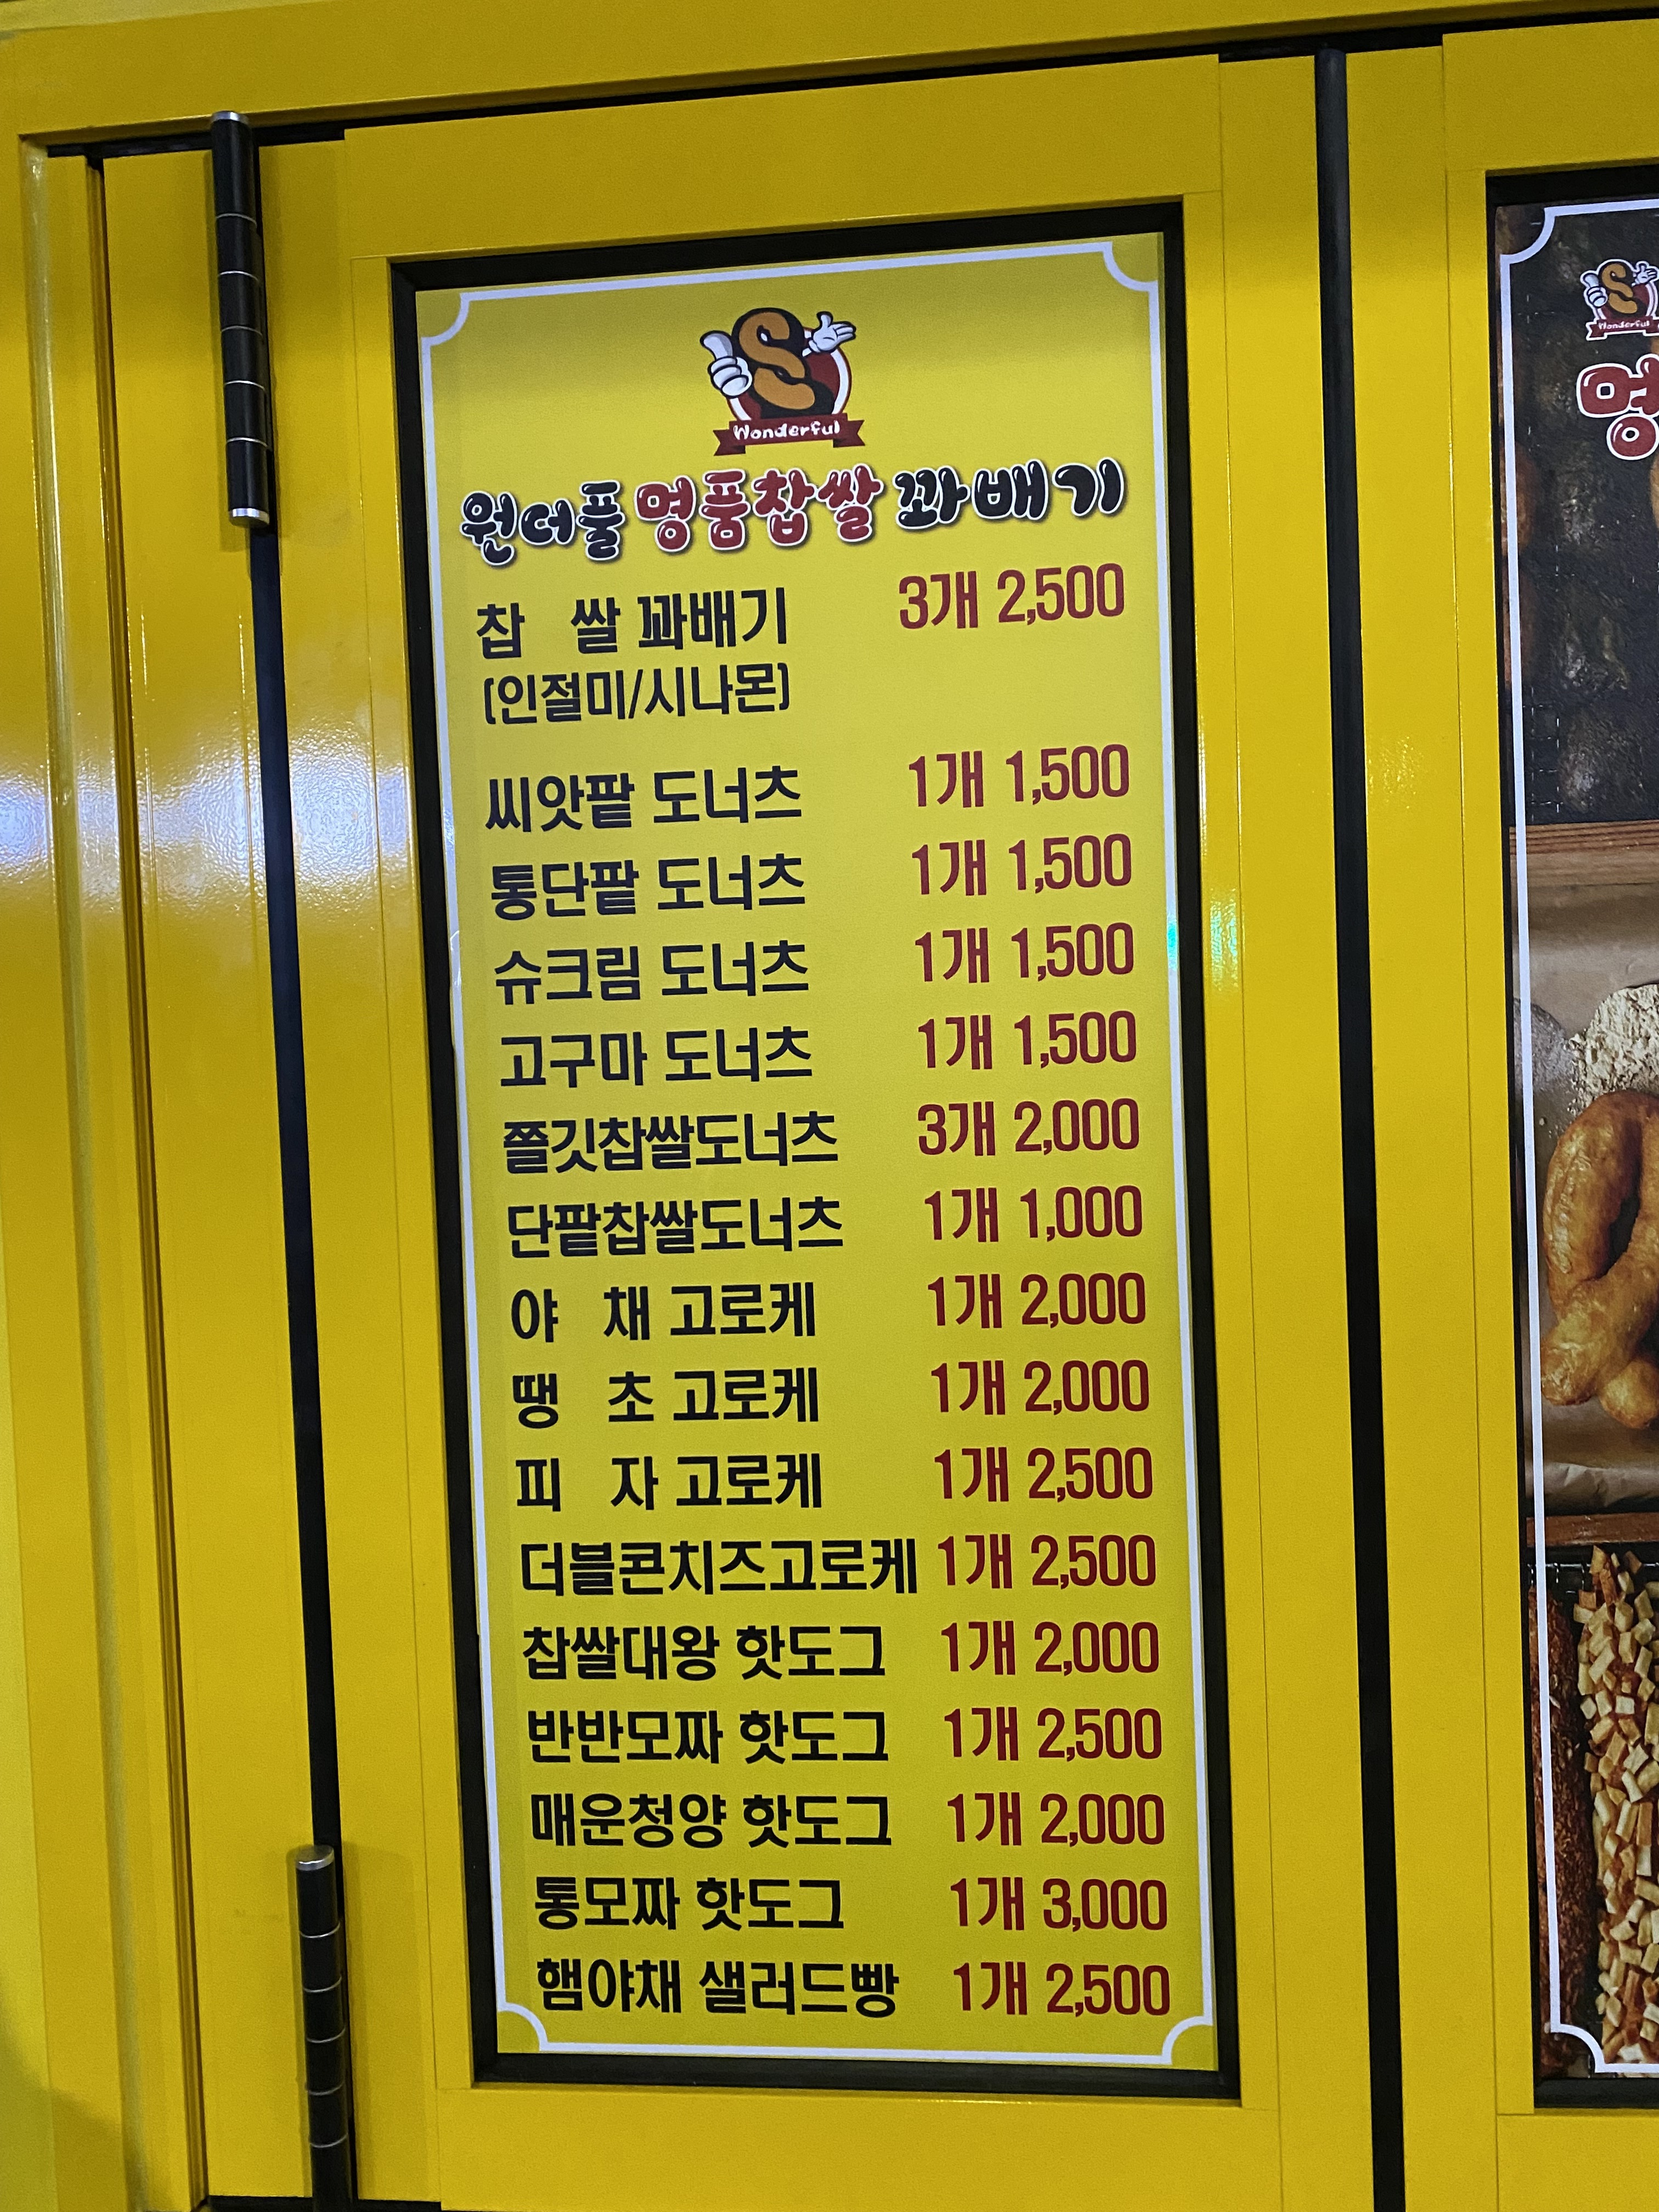 Wonderful
원더풀 명품찹쌀 꽈배기
찹 쌀 꽈배기 3개 2,500
(인절미/시나몬)
씨앗팥 도너츠 1개 1,500
통단팥 도너츠 1개 1,500
슈크림 도너츠 1개 1,500
고구마 도너츠 1개 1,500
쫄깃찹쌀도너츠 3개 2,000
단팥찹쌀도너츠 1개 1,000
야 채 고로케 1개 2,000
땡 초 고로케 1개 2,000
피 자 고로케 1개 2,500
더블콘치즈고로케 1개 2,500
찹쌀대왕 핫도그 1개 2,000
반반모짜 핫도그 1개 2,500
매운청양 핫도그 1개 2,000
통모짜 핫도그 1개 3,000
햄야채 샐러드빵 1개 2,500
Wonderful
명